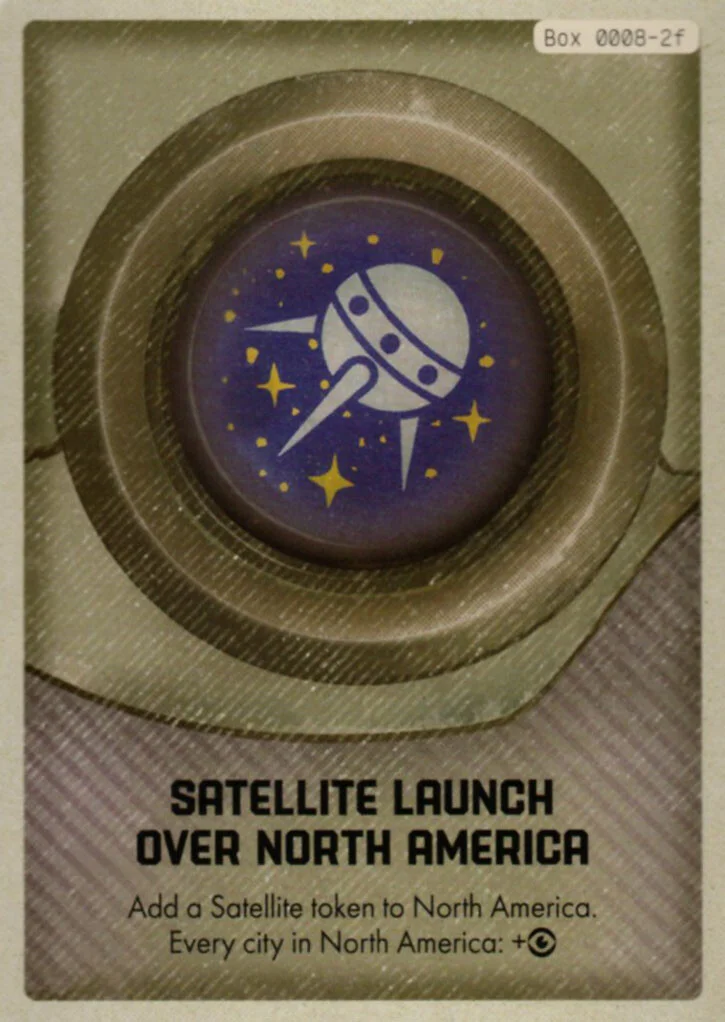 Box 0008-2f
SATELLITE LAUNCH
OVER NORTH AMERICA
Add a Satellite token to North America.
Every city in North America: +